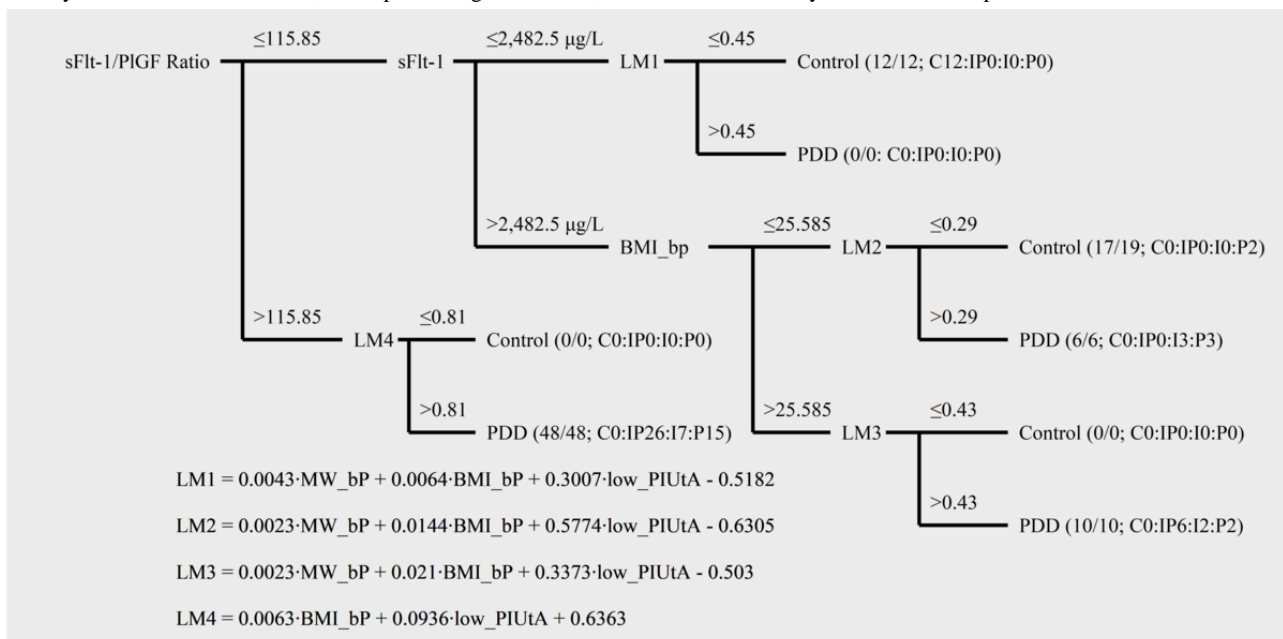 ≤115.85 ≤2,482.5 μg/L ≤0.45
sFlt-1/PlGF Ratio sFlt-1 LM1 Control (12/12; C12:IP0:I0:P0)
>0.45
PDD (0/0: C0:IP0:I0:P0)
>2,482.5 μg/L ≤25.585 ≤0.29
BMI_bp LM2 Control (17/19; C0:IP0:I0:P2)
>115.85 ≤0.81 >0.29
LM4 Control (0/0; C0:IP0:I0:P0) PDD (6/6; C0:IP0:I3:P3)
>0.81 >25.585 ≤0.43
PDD (48/48; C0:IP26:I7:P15) LM3 Control (0/0; C0:IP0:I0:P0)
LM1 = 0.0043·MW_bP + 0.0064·BMI_bP + 0.3007·low_PIUtA - 0.5182
>0.43
LM2 = 0.0023·MW_bP + 0.0144·BMI_bP + 0.5774·low_PIUtA - 0.6305 PDD (10/10; C0:IP6:I2:P2)
LM3 = 0.0023·MW_bP + 0.021·BMI_bP + 0.3373·low_PIUtA - 0.503
LM4 = 0.0063·BMI_bP + 0.0936·low_PIUtA + 0.6363